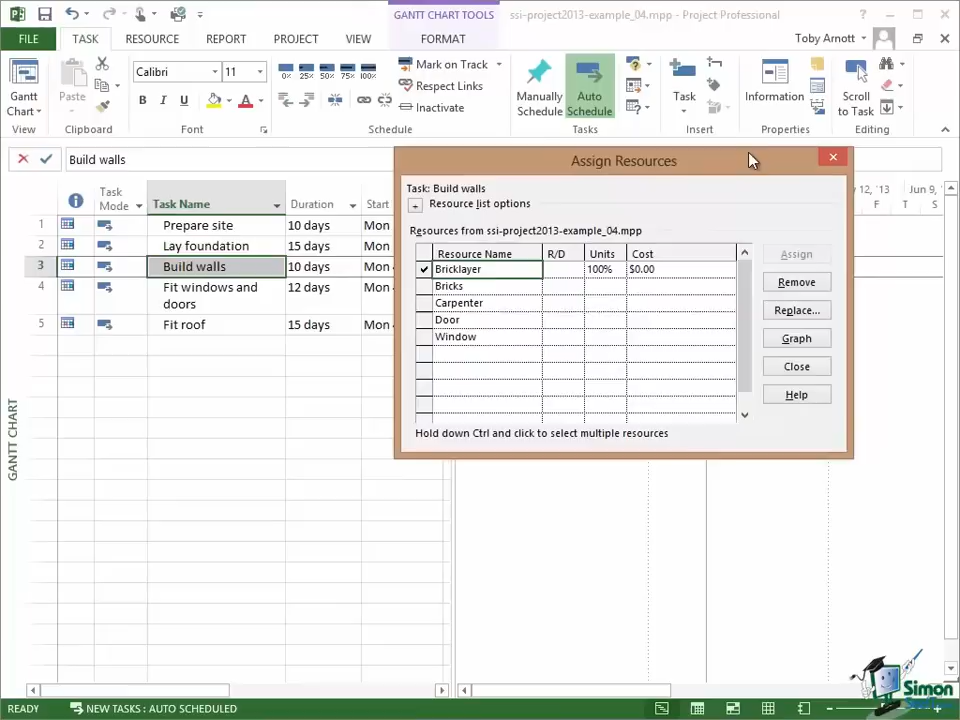 GANTT CHART TOOLS
ssi-project2013-example_04.mpp - Project Professional
FILE
TASK
RESOURCE
REPORT
PROJECT
VIEW
FORMAT
Toby Arnott
Gantt
Chart
View
Paste
Clipboard
Calibri
11
B I U A
Font
0% 25% 50% 75% 100%
Mark on Track
Respect Links
Inactivate
Schedule
Manually
Schedule
Auto
Schedule
Tasks
Task
Insert
Information
Properties
Scroll
to Task
Editing
Build walls
Task
Mode
Task Name
Duration
Start
12, '13
Jun 9,
F T S
1 Prepare site 10 days Mon
2 Lay foundation 15 days Mon
3 Build walls 10 days Mon
4 Fit windows and
doors 12 days Mon
5 Fit roof 15 days Mon
GANTT CHART
Assign Resources
Task: Build walls
+ Resource list options
Resources from ssi-project2013-example_04.mpp
Resource Name R/D Units Cost
Bricklayer 100% $0.00
Bricks
Carpenter
Door
Window
Assign
Remove
Replace...
Graph
Close
Help
Hold down Ctrl and click to select multiple resources
READY
NEW TASKS : AUTO SCHEDULED
Simon